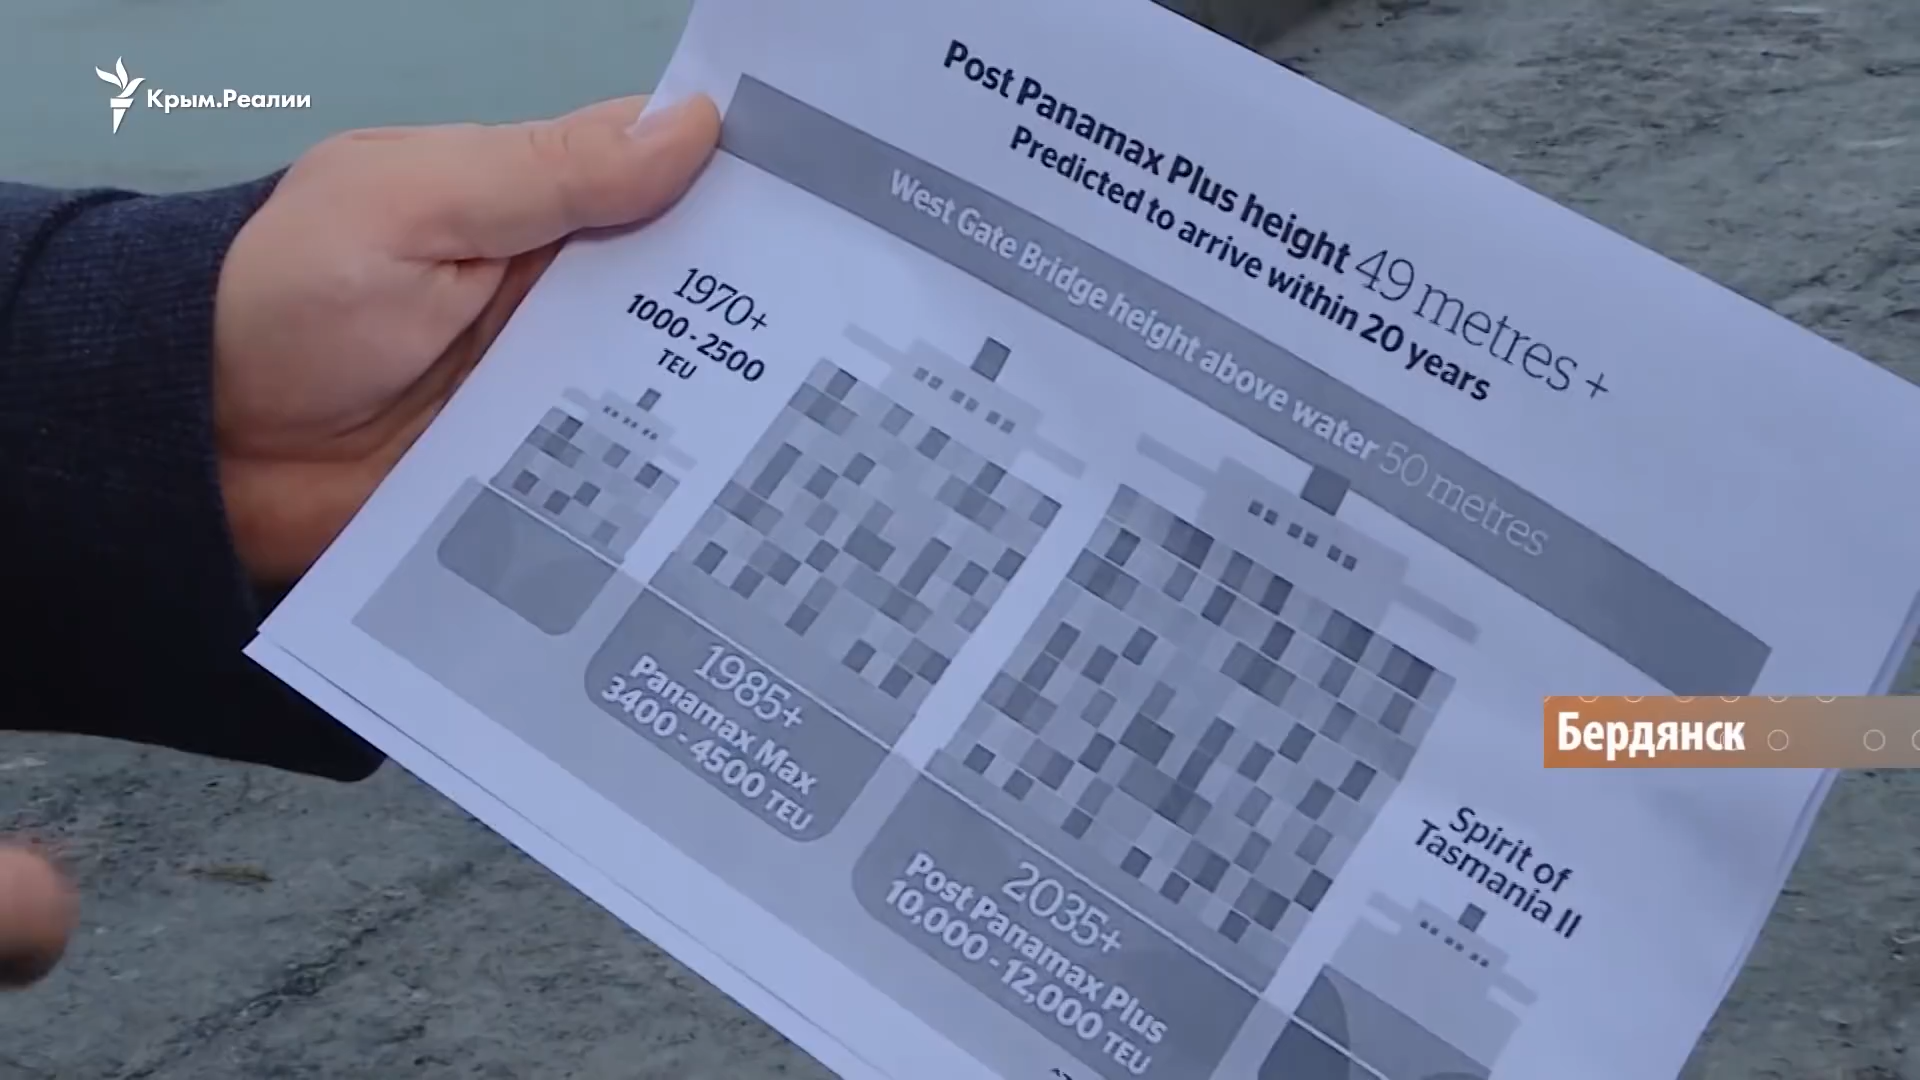 Крым.Реалии
Post Panamax Plus height 49 metres +
Predicted to arrive within 20 years
West Gate Bridge height above water 50 metres
1970+
1000 - 2500
TEU
1985+
Panamax Max
3400 - 4500 TEU
2035+
Post Panamax Plus
10,000 - 12,000 TEU
Бердянск
Spirit of
Tasmania II